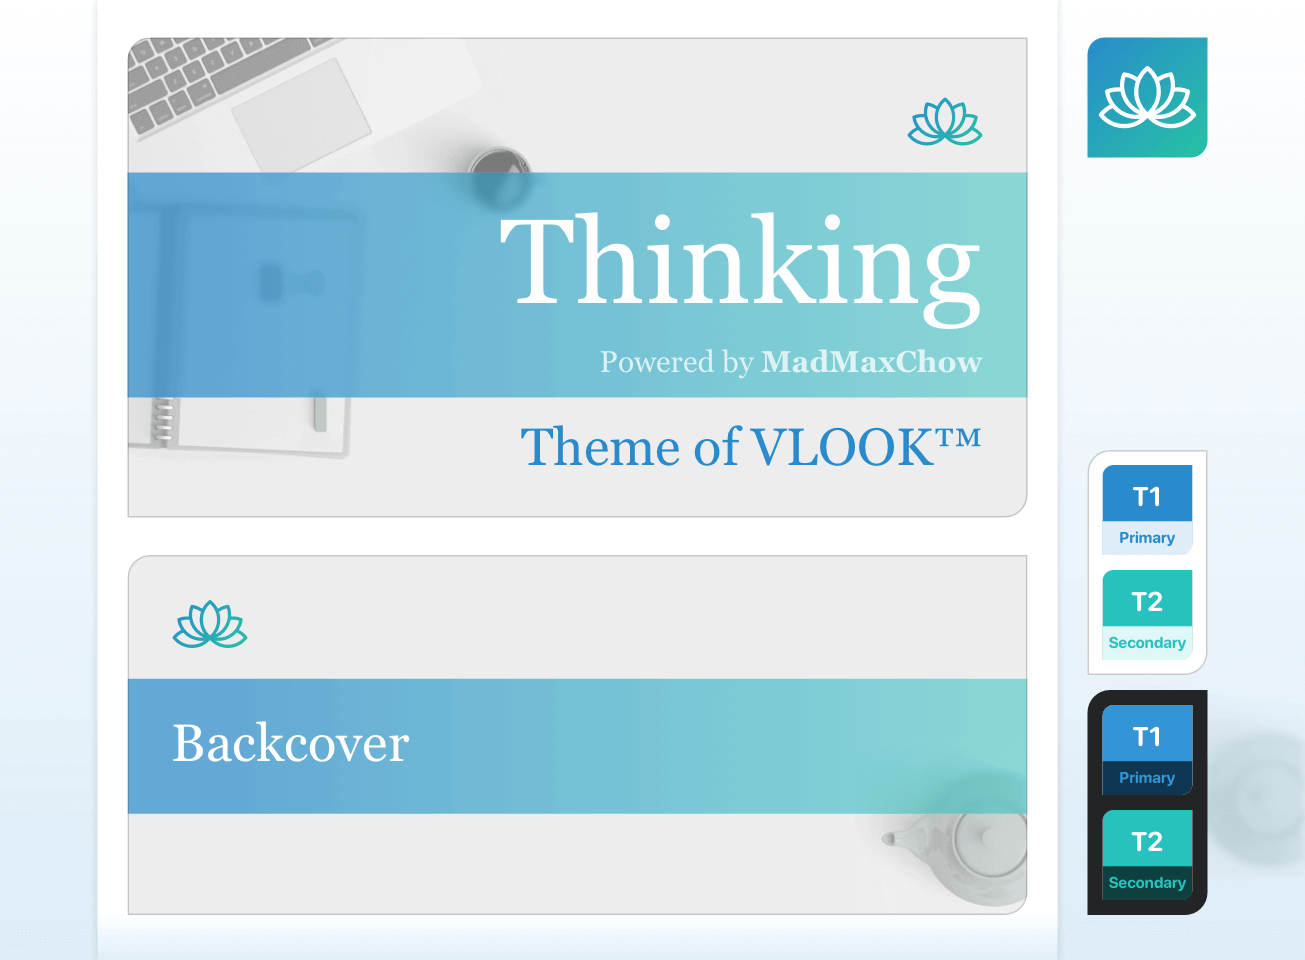 Thinking
Powered by MadMaxChow
Theme of VLOOK™
Backcover
T1
Primary
T2
Secondary
T1
Primary
T2
Secondary